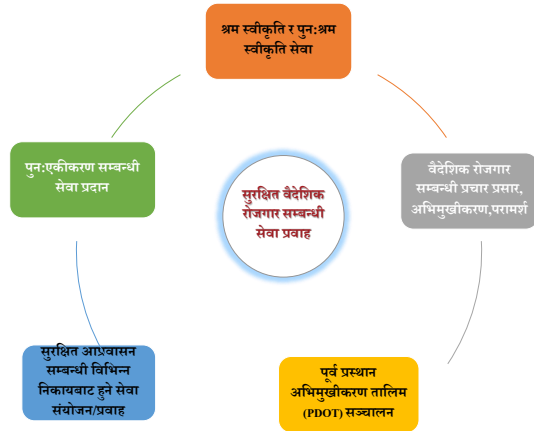 श्रम स्वीकृति र पुन:श्रम
स्वीकृति सेवा
पुन:एकीकरण सम्बन्धी
सेवा प्रदान
वैदेशिक रोजगार
सम्बन्धी प्रचार प्रसार,
अभिमुखीकरण,परामर्श
सुरक्षित वैदेशिक
रोजगार सम्बन्धी
सेवा प्रवाह
सुरक्षित आप्रवासन
सम्बन्धी विभिन्न
निकायबाट हुने सेवा
संयोजन/प्रवाह
पूर्व प्रस्थान
अभिमुखीकरण तालिम
(PDOT) सञ्चालन